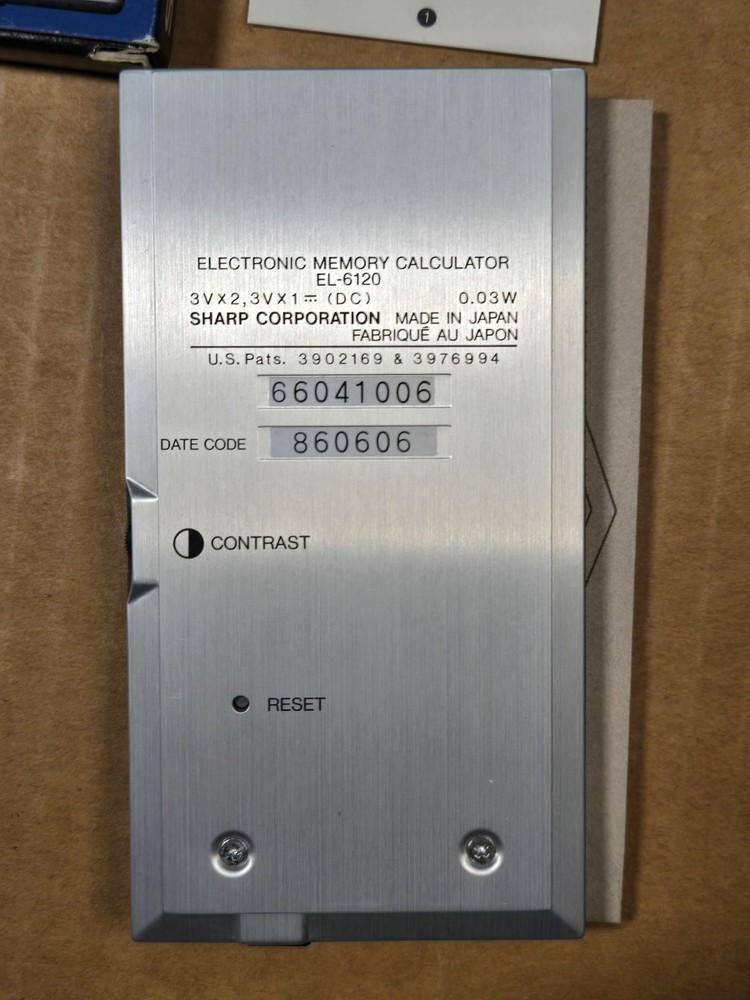 1
ELECTRONIC MEMORY CALCULATOR
EL-6120
3V X 2, 3V X 1 ⎓ (DC) 0.03W
SHARP CORPORATION MADE IN JAPAN
FABRIQUÉ AU JAPON
U.S. Pats. 3902169 & 3976994
66041006
DATE CODE 860606
CONTRAST
RESET